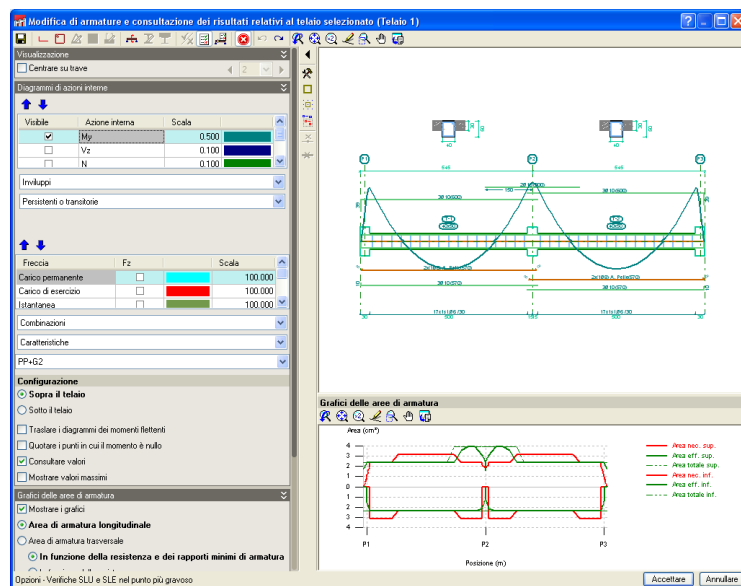 Modifica di armature e consultazione dei risultati relativi al telaio selezionato (Telaio 1)
Visualizzazione
Centrare su trave
2
Diagrammi di azioni interne
Visibile Azione interna Scala
My 0.500
Vz 0.100
N 0.100
Inviluppi
Persistenti o transitorie
Freccia Fz Scala
Carico permanente 100.000
Carico di esercizio 100.000
Istantanea 100.000
Combinazioni
Caratteristiche
PP+G2
Configurazione
Sopra il telaio
Sotto il telaio
Traslare i diagrammi dei momenti flettenti
Quotare i punti in cui il momento è nullo
Consultare valori
Mostrare valori massimi
Grafici delle aree di armatura
Mostrare i grafici
Area di armatura longitudinale
Area di armatura trasversale
In funzione della resistenza e dei rapporti minimi di armatura
Opzioni - Verifiche SLU e SLE nel punto più gravoso
P1
P2
P3
Grafici delle aree di armatura
Area (cm²)
4
3
2
1
0
1
2
3
4
P1 P2 P3
Posizione (m)
Area nec. sup.
Area eff. sup.
Area totale sup.
Area nec. inf.
Area eff. inf.
Area totale inf.
Accettare
Annullare